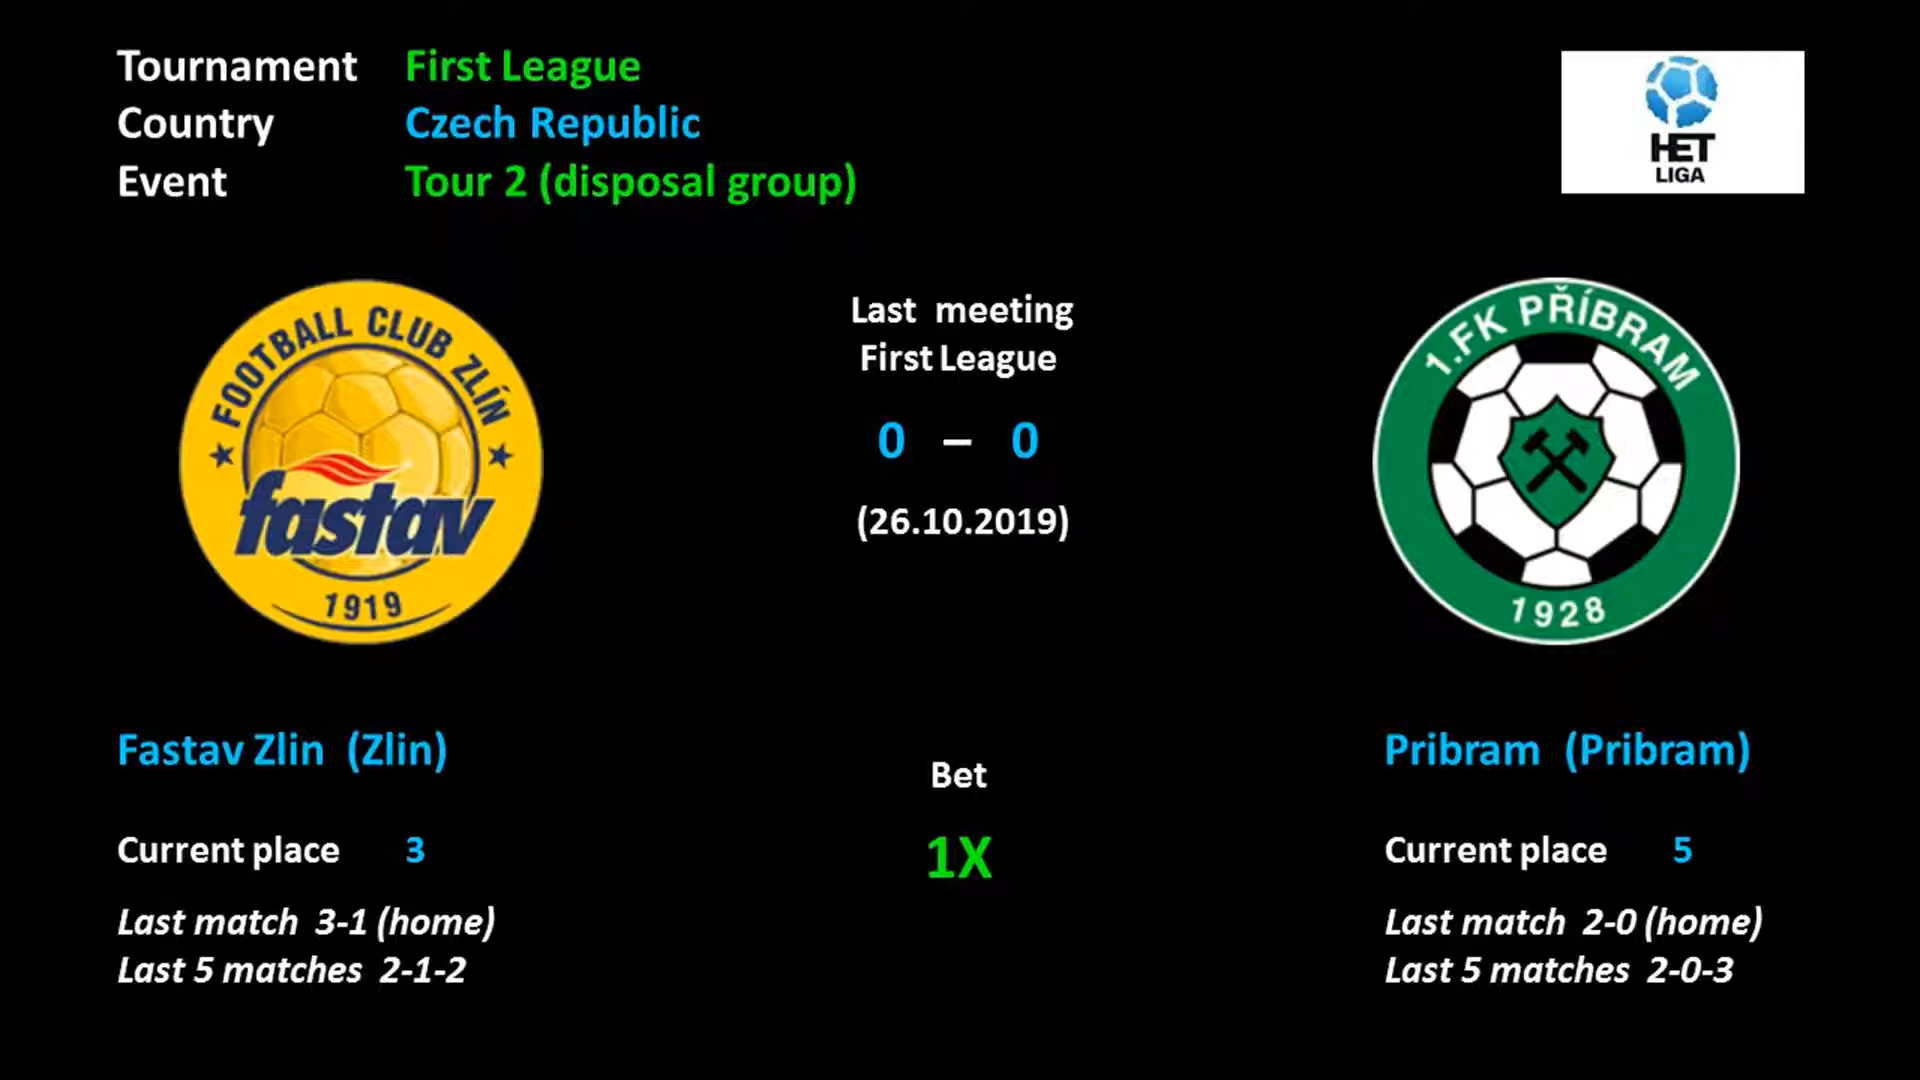 Tournament First League
Country Czech Republic
Event Tour 2 (disposal group)
HET
LIGA
FOOTBALL CLUB ZLÍN
fastav
1919
Last meeting
First League
0 – 0
(26.10.2019)
1.FK PŘÍBRAM
1928
Fastav Zlin (Zlin)
Current place 3
Last match 3-1 (home)
Last 5 matches 2-1-2
Bet
1X
Pribram (Pribram)
Current place 5
Last match 2-0 (home)
Last 5 matches 2-0-3